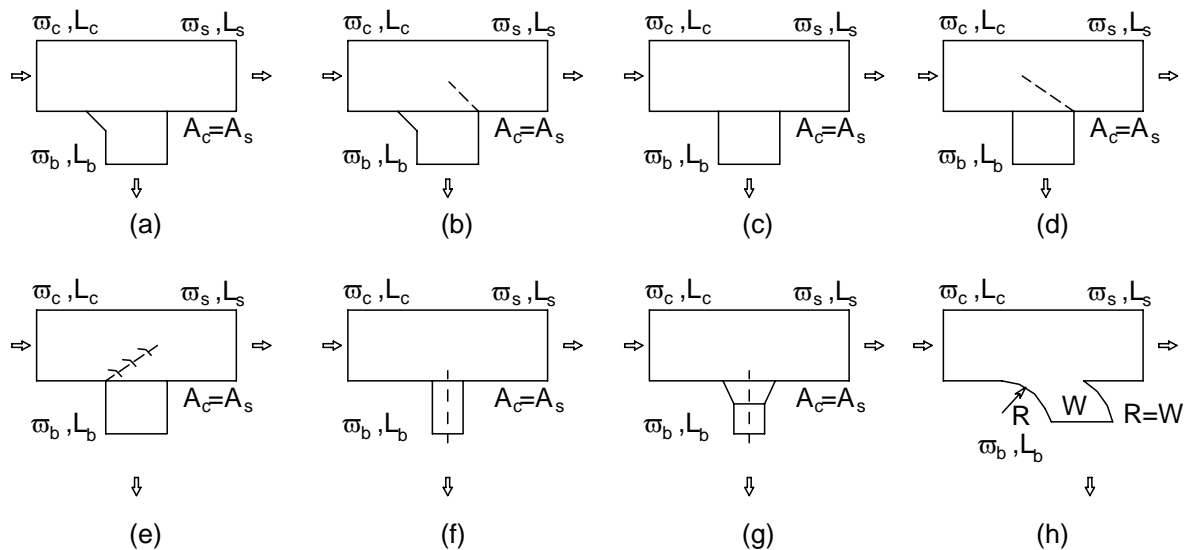 ϖc ,Lc ϖs ,Ls ϖc ,Lc ϖs ,Ls ϖc ,Lc ϖs ,Ls ϖc ,Lc ϖs ,Ls
Ac=As Ac=As Ac=As Ac=As
ϖb ,Lb ϖb ,Lb ϖb ,Lb ϖb ,Lb
(a) (b) (c) (d)
ϖc ,Lc ϖs ,Ls ϖc ,Lc ϖs ,Ls ϖc ,Lc ϖs ,Ls ϖc ,Lc ϖs ,Ls
Ac=As Ac=As Ac=As R W R=W
ϖb ,Lb ϖb ,Lb ϖb ,Lb ϖb ,Lb
(e) (f) (g) (h)